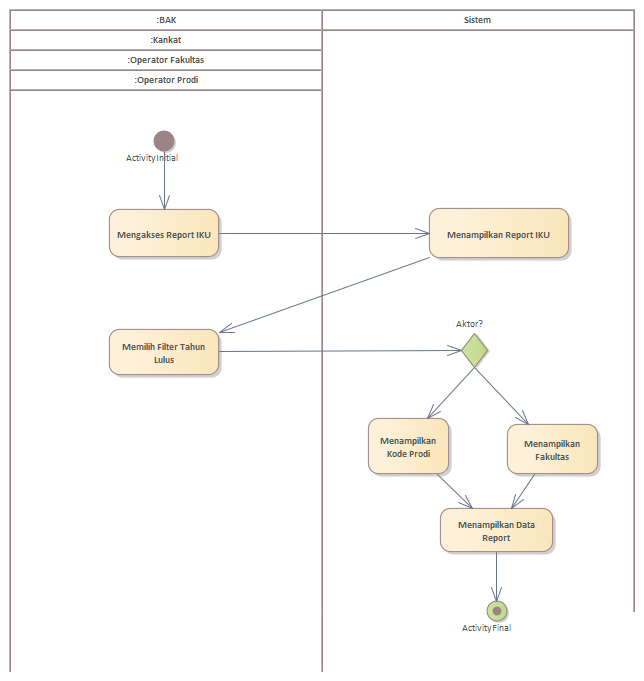 :BAK
Sistem
:Kankat
:Operator Fakultas
:Operator Prodi
ActivityInitial
Mengakses Report IKU
Menampilkan Report IKU
Aktor?
Memilih Filter Tahun
Lulus
Menampilkan
Kode Prodi
Menampilkan
Fakultas
Menampilkan Data
Report
ActivityFinal